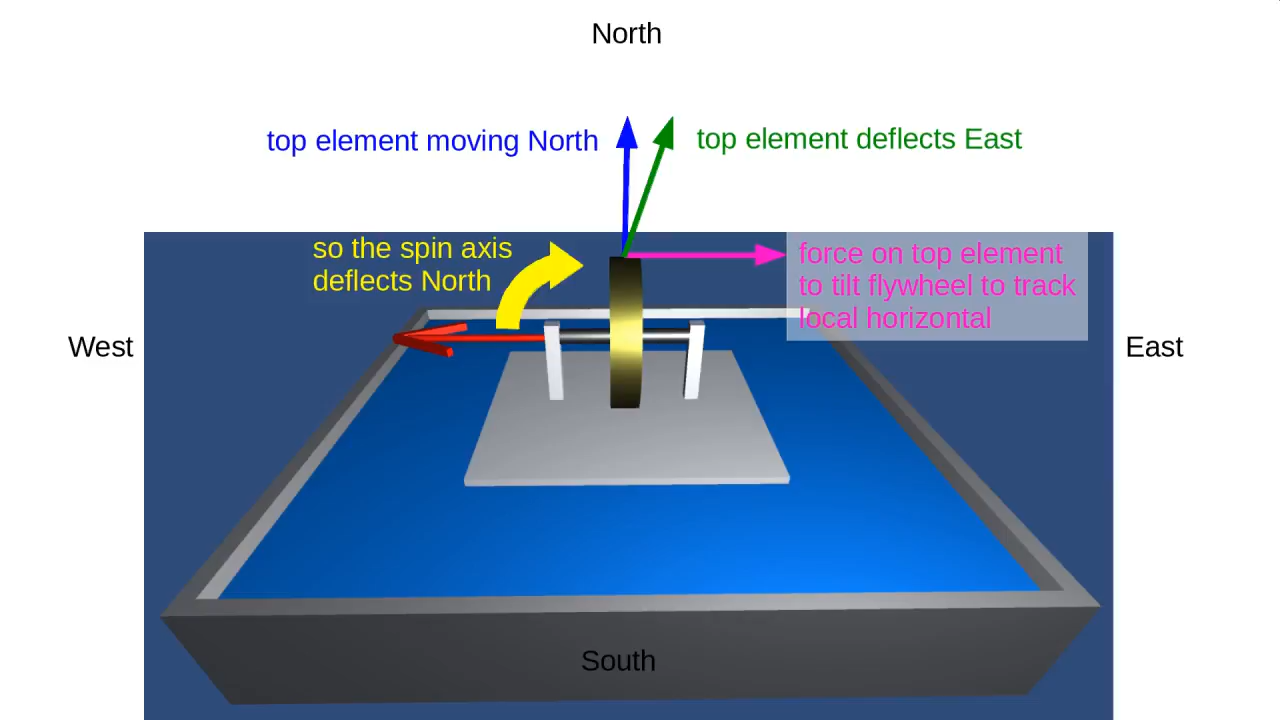 North
top element moving North
top element deflects East
so the spin axis
deflects North
force on top element
to tilt flywheel to track
local horizontal
West
East
South